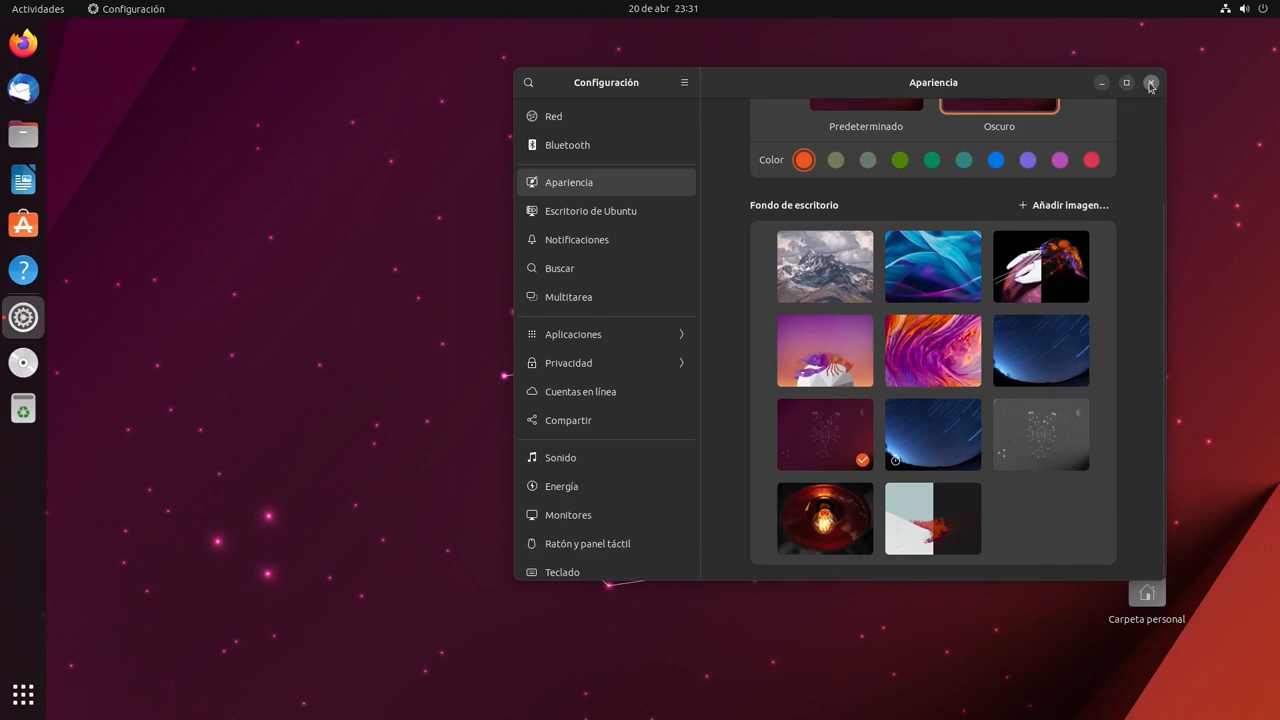 Actividades
Configuración
20 de abr 23:31
Configuración
Apariencia
Red
Bluetooth
Apariencia
Escritorio de Ubuntu
Notificaciones
Buscar
Multitarea
Aplicaciones
Privacidad
Cuentas en línea
Compartir
Sonido
Energía
Monitores
Ratón y panel táctil
Teclado
Predeterminado
Oscuro
Color
Fondo de escritorio
Añadir imagen...
Carpeta personal